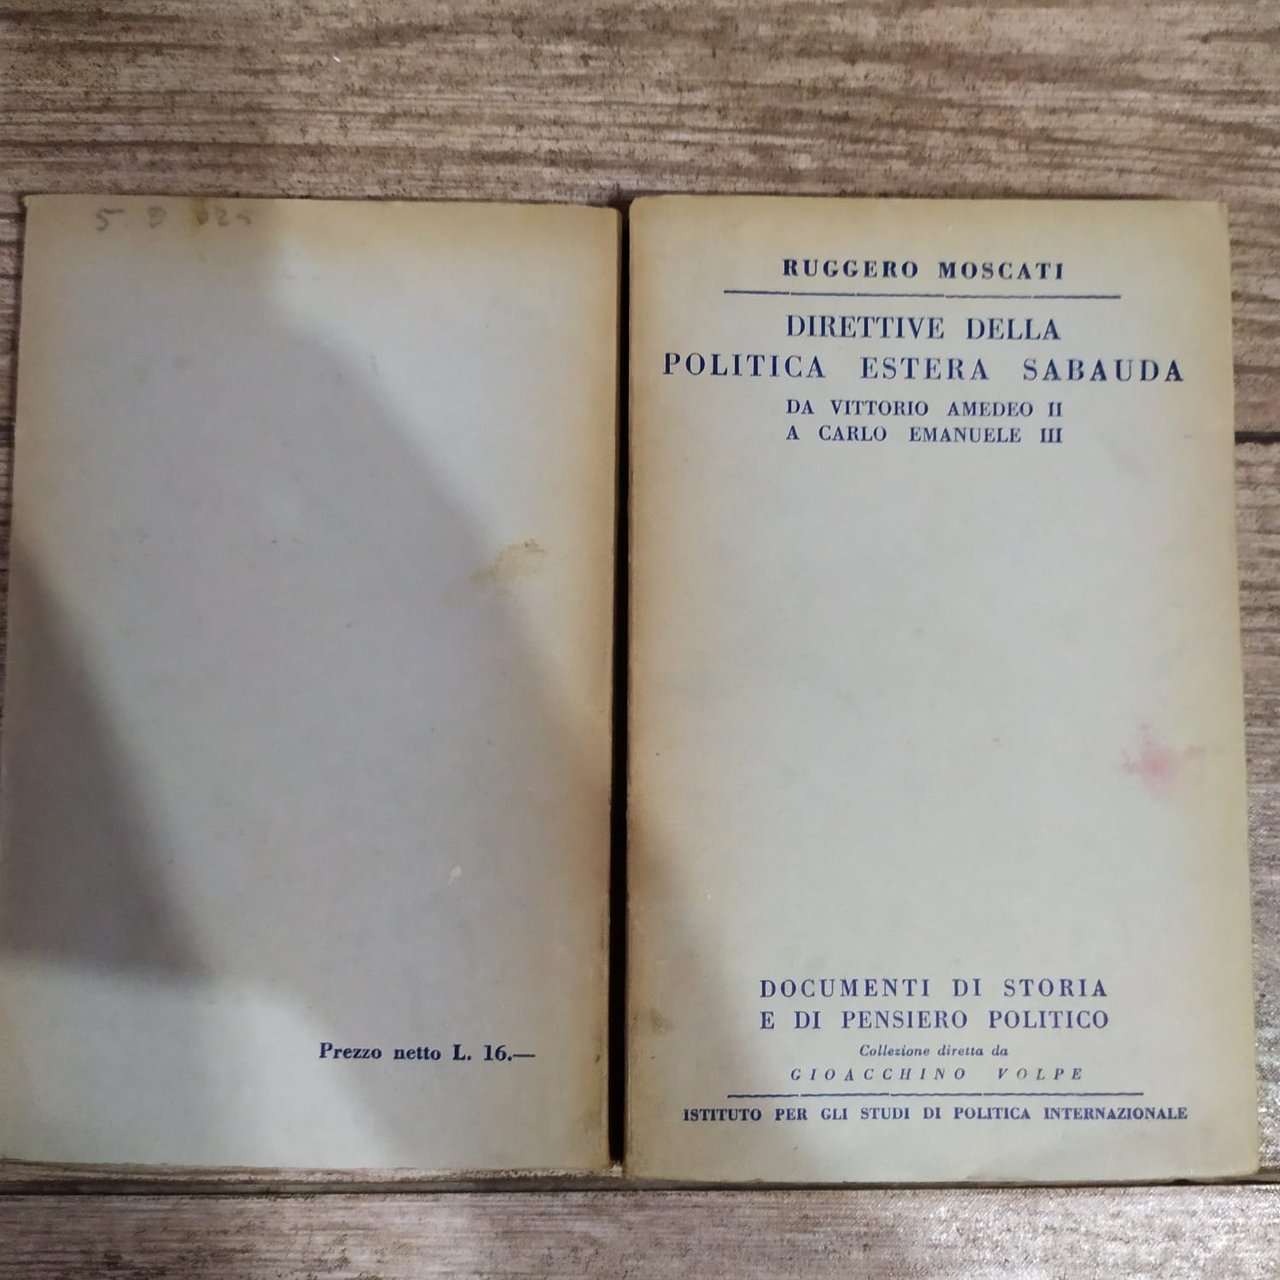 Prezzo netto L. 16.—
RUGGERO MOSCATI
DIRETTIVE DELLA
POLITICA ESTERA SABAUDA
DA VITTORIO AMEDEO II
A CARLO EMANUELE III
DOCUMENTI DI STORIA
E DI PENSIERO POLITICO
Collezione diretta da
GIOACCHINO VOLPE
ISTITUTO PER GLI STUDI DI POLITICA INTERNAZIONALE